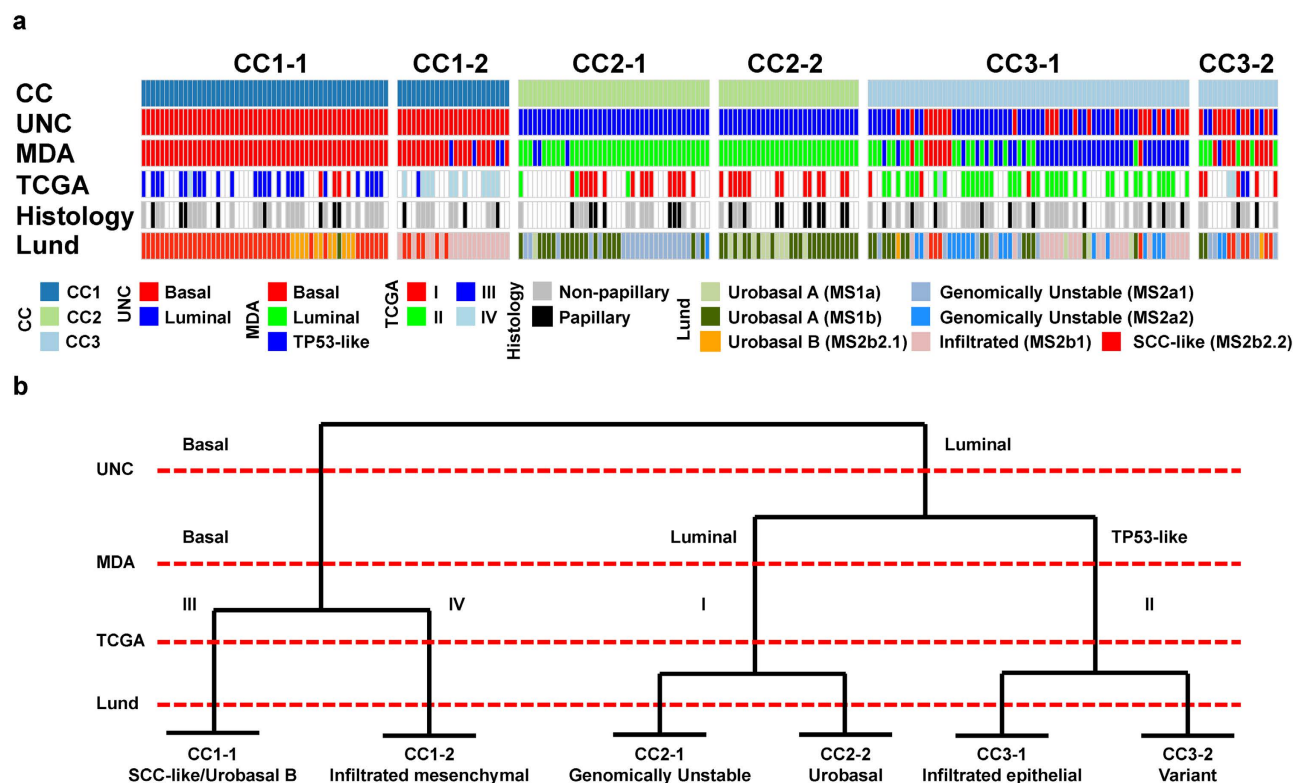 a
CC1-1 CC1-2 CC2-1 CC2-2 CC3-1 CC3-2
CC
UNC
MDA
TCGA
Histology
Lund
CC
CC1
CC2
CC3
UNC
Basal
Luminal
MDA
Basal
Luminal
TP53-like
TCGA
I III
II IV
Histology
Non-papillary
Papillary
Lund
Urobasal A (MS1a) Genomically Unstable (MS2a1)
Urobasal A (MS1b) Genomically Unstable (MS2a2)
Urobasal B (MS2b2.1) Infiltrated (MS2b1) SCC-like (MS2b2.2)
b
Basal Luminal
UNC
Basal Luminal TP53-like
MDA
III IV I II
TCGA
Lund
CC1-1 CC1-2 CC2-1 CC2-2 CC3-1 CC3-2
SCC-like/Urobasal B Infiltrated mesenchymal Genomically Unstable Urobasal Infiltrated epithelial Variant